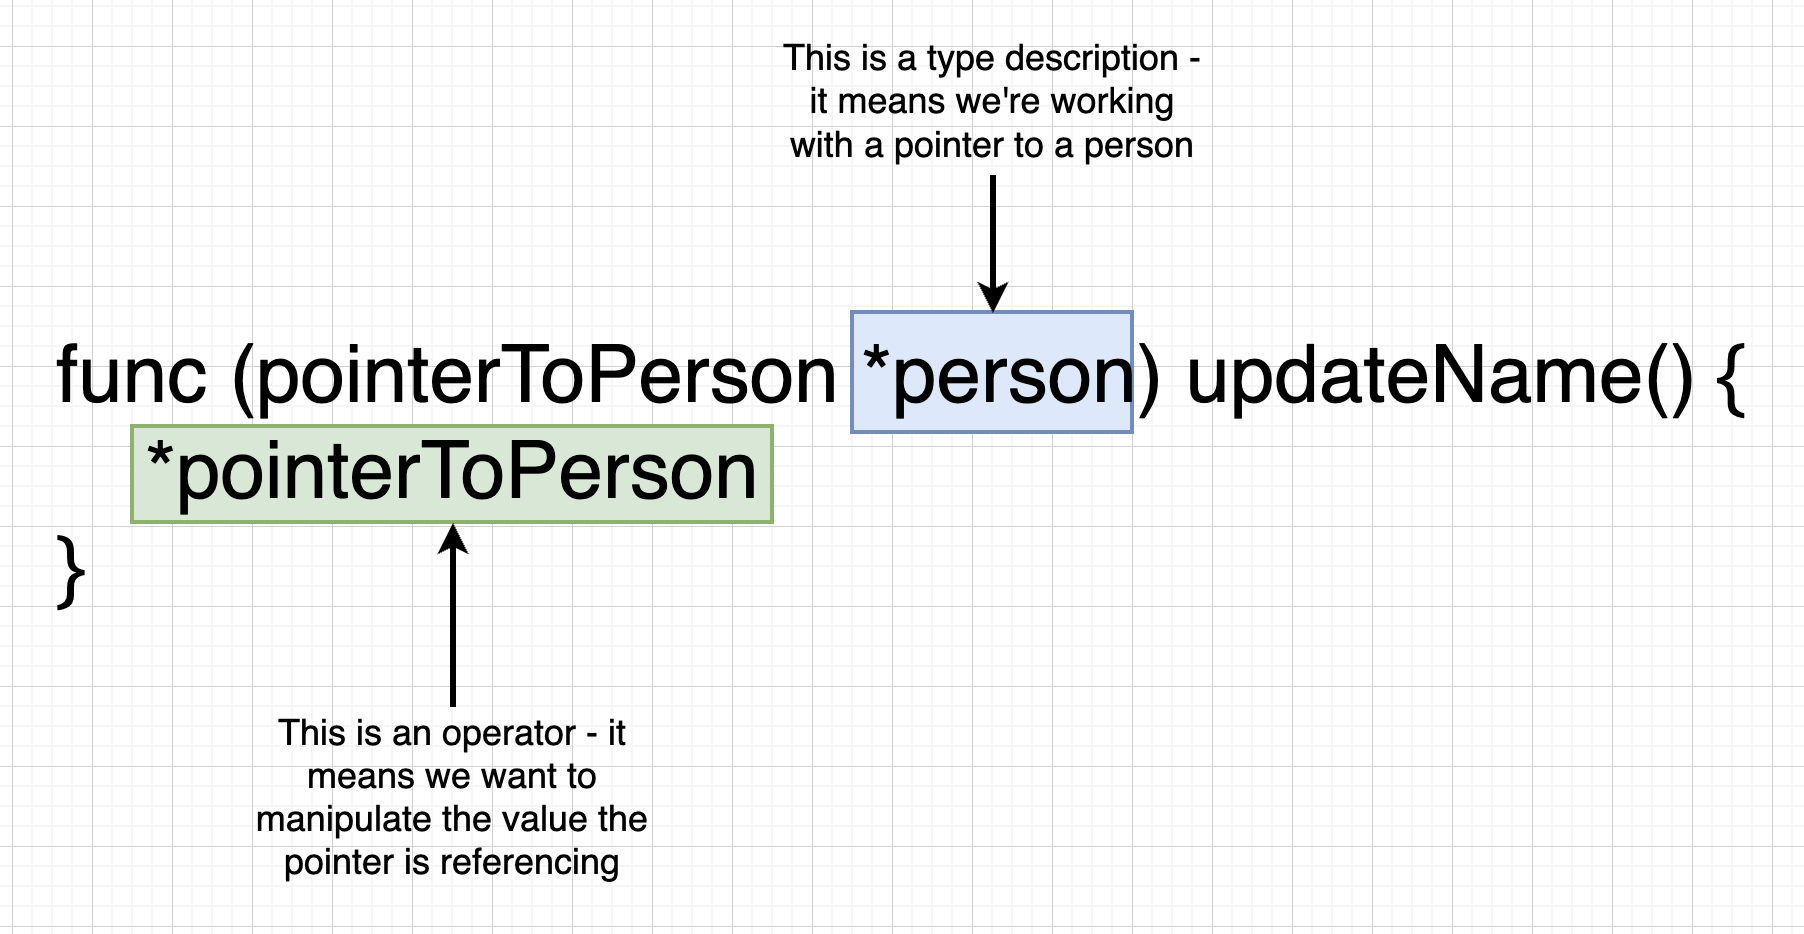 This is a type description -
it means we're working
with a pointer to a person
func (pointerToPerson *person) updateName() {
*pointerToPerson
}
This is an operator - it
means we want to
manipulate the value the
pointer is referencing